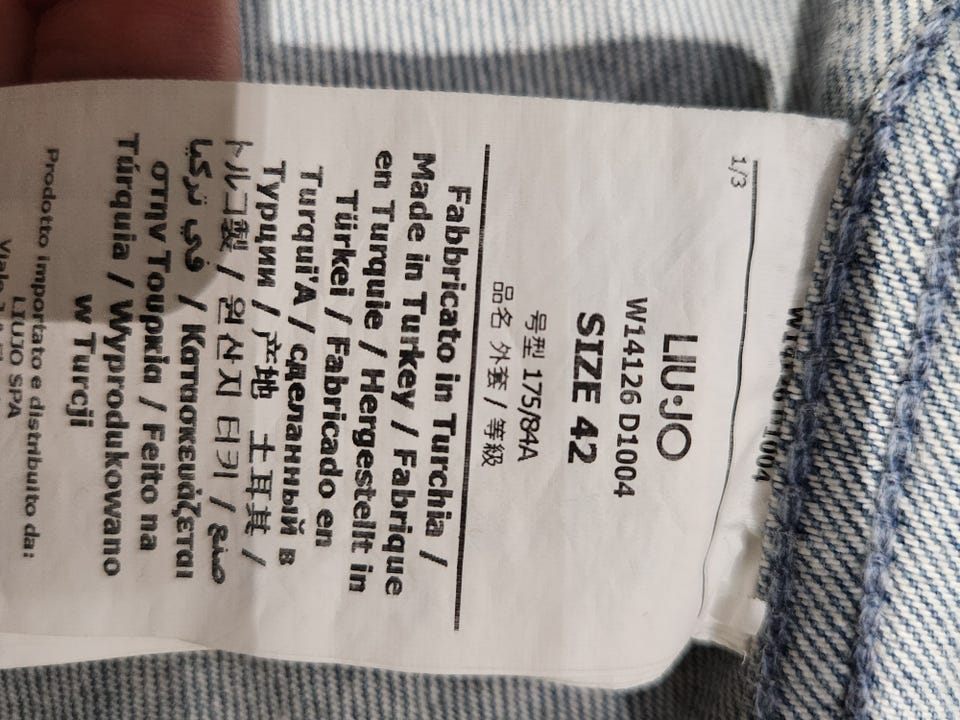 1/3
LIU·JO
W14126 D1004
SIZE 42
号型 175/84A
品名 外套 / 等級
Fabbricato in Turchia /
Made in Turkey / Fabrique
en Turquie / Hergestellt in
Türkei / Fabricado en
Turqui'A / сделанный в
Турции / 产地 土耳其 /
トルコ製 / 원산지 터키 / صنع
في تركيا / Κατασκευάζεται
στην Τουρκία / Feito na
Túrquia / Wyprodukowano
w Turcji
Prodotto importato e distribuito da:
LIUJO SPA